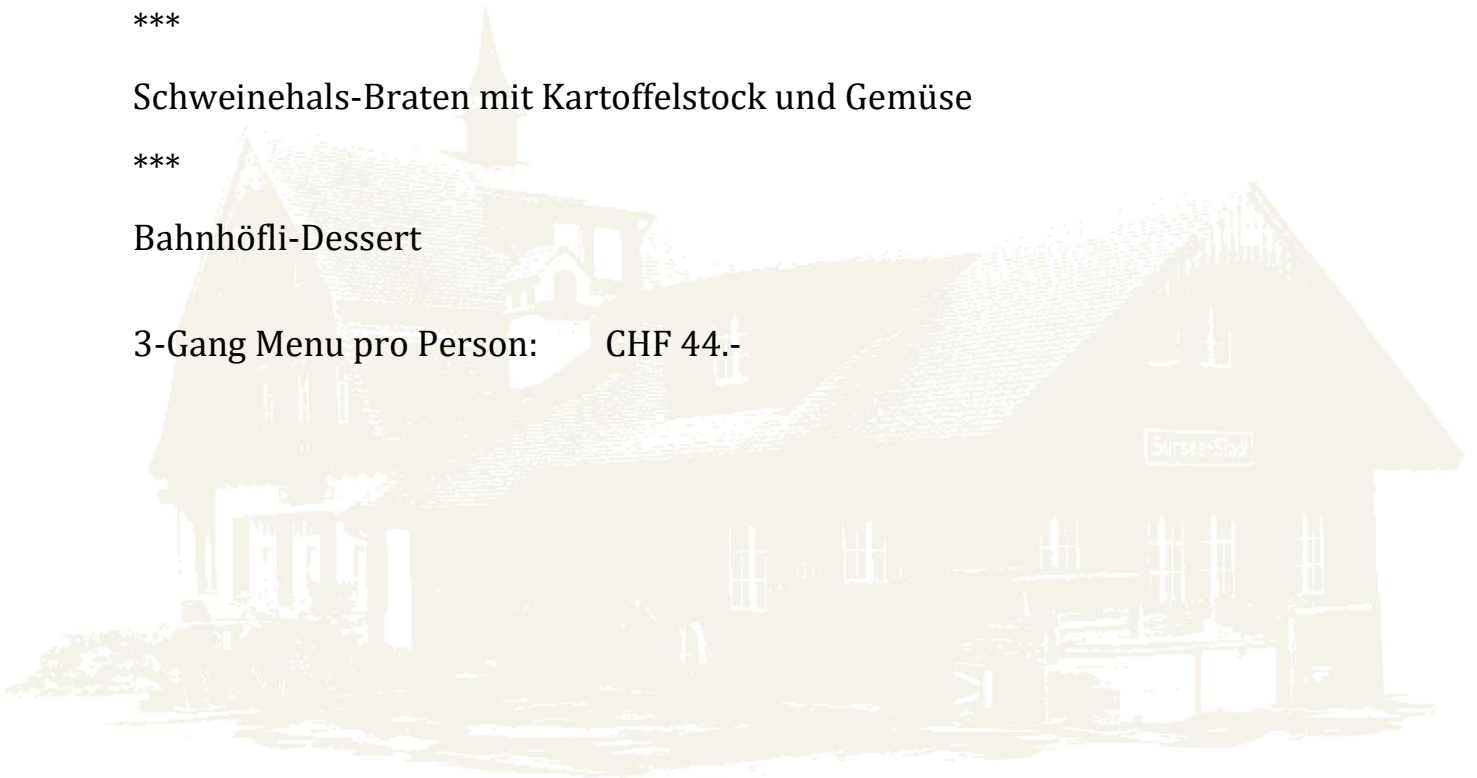 ***
Schweinehals-Braten mit Kartoffelstock und Gemüse
***
Bahnhöfli-Dessert
3-Gang Menu pro Person: CHF 44.-
Sursee-Stadt